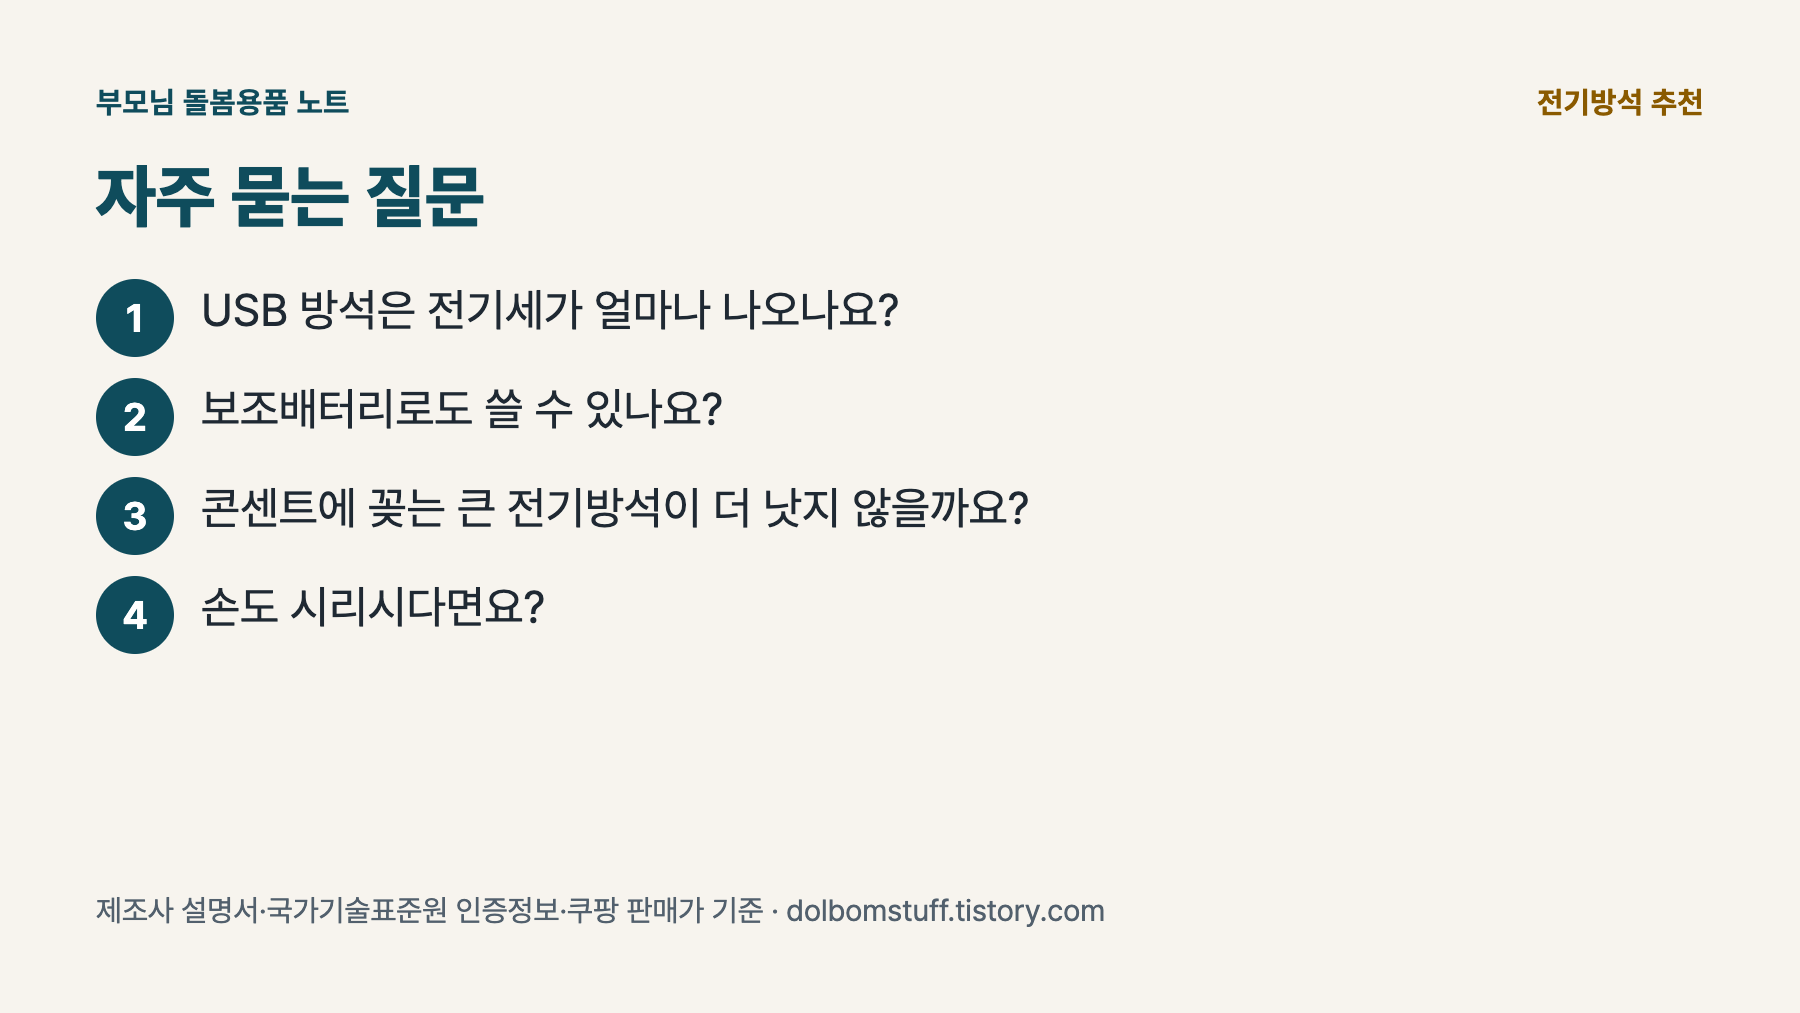 부모님 돌봄용품 노트
전기방석 추천
자주 묻는 질문
1 USB 방석은 전기세가 얼마나 나오나요?
2 보조배터리로도 쓸 수 있나요?
3 콘센트에 꽂는 큰 전기방석이 더 낫지 않을까요?
4 손도 시리시다면요?
제조사 설명서·국가기술표준원 인증정보·쿠팡 판매가 기준 · dolbomstuff.tistory.com